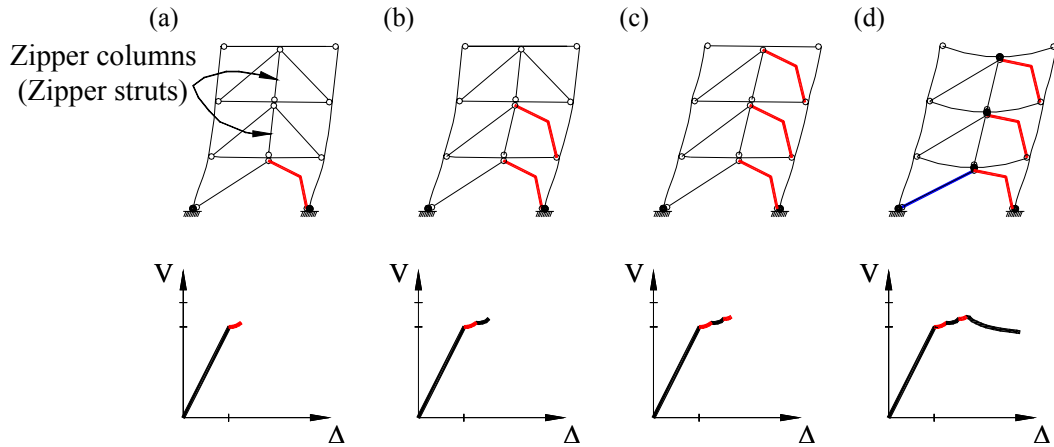 (a) (b) (c) (d)
Zipper columns
(Zipper struts)
V V V V
Δ Δ Δ Δ